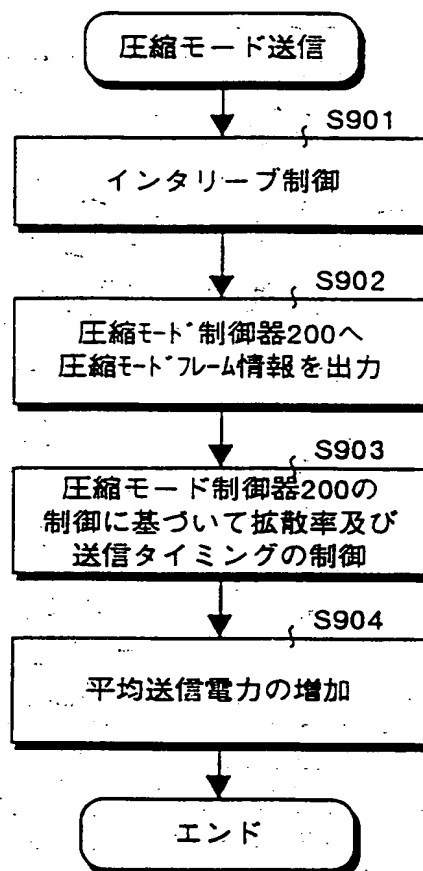 圧縮モード送信
S901
インタリーブ制御
S902
圧縮ﾓｰﾄﾞ制御器200へ
圧縮ﾓｰﾄﾞﾌﾚｰﾑ情報を出力
S903
圧縮モード制御器200の
制御に基づいて拡散率及び
送信タイミングの制御
S904
平均送信電力の増加
エンド